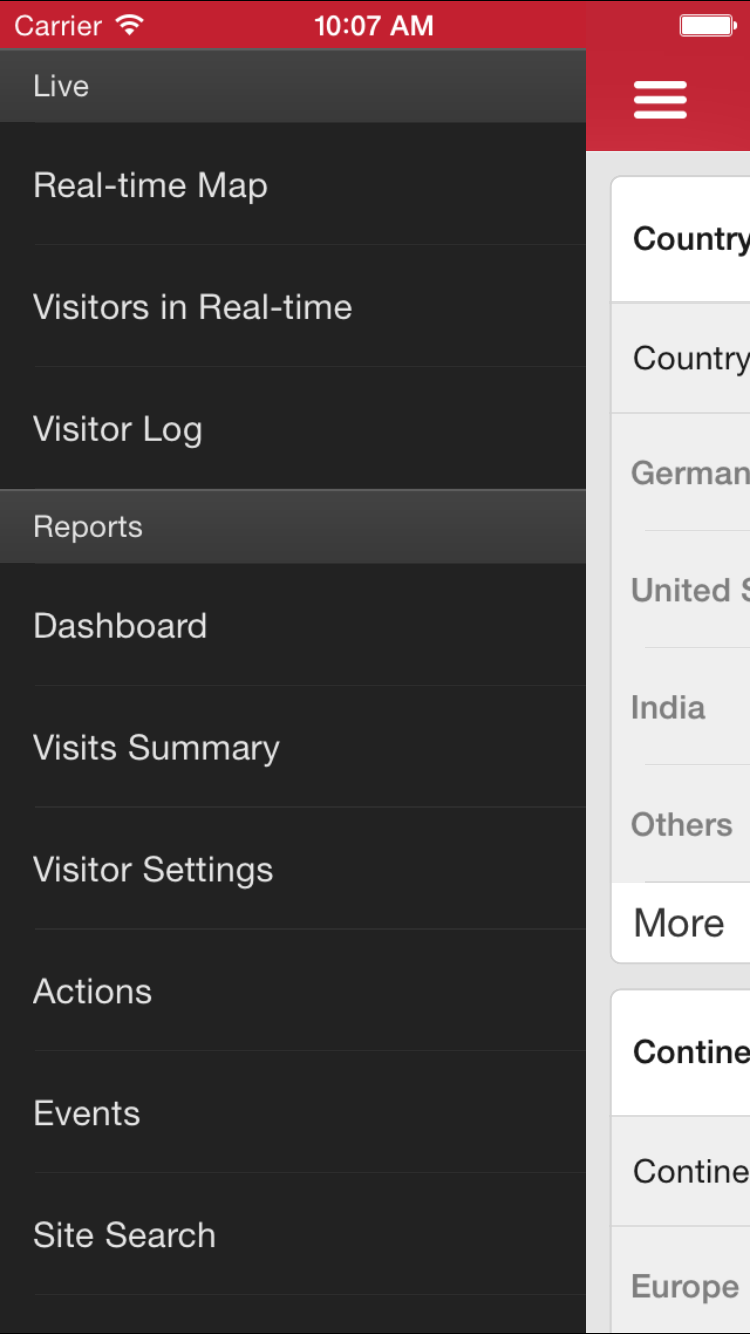 Carrier 10:07 AM
Live
Real-time Map
Visitors in Real-time
Visitor Log
Reports
Dashboard
Visits Summary
Visitor Settings
Actions
Events
Site Search
Country
Country
German
United S
India
Others
More
Contine
Contine
Europe